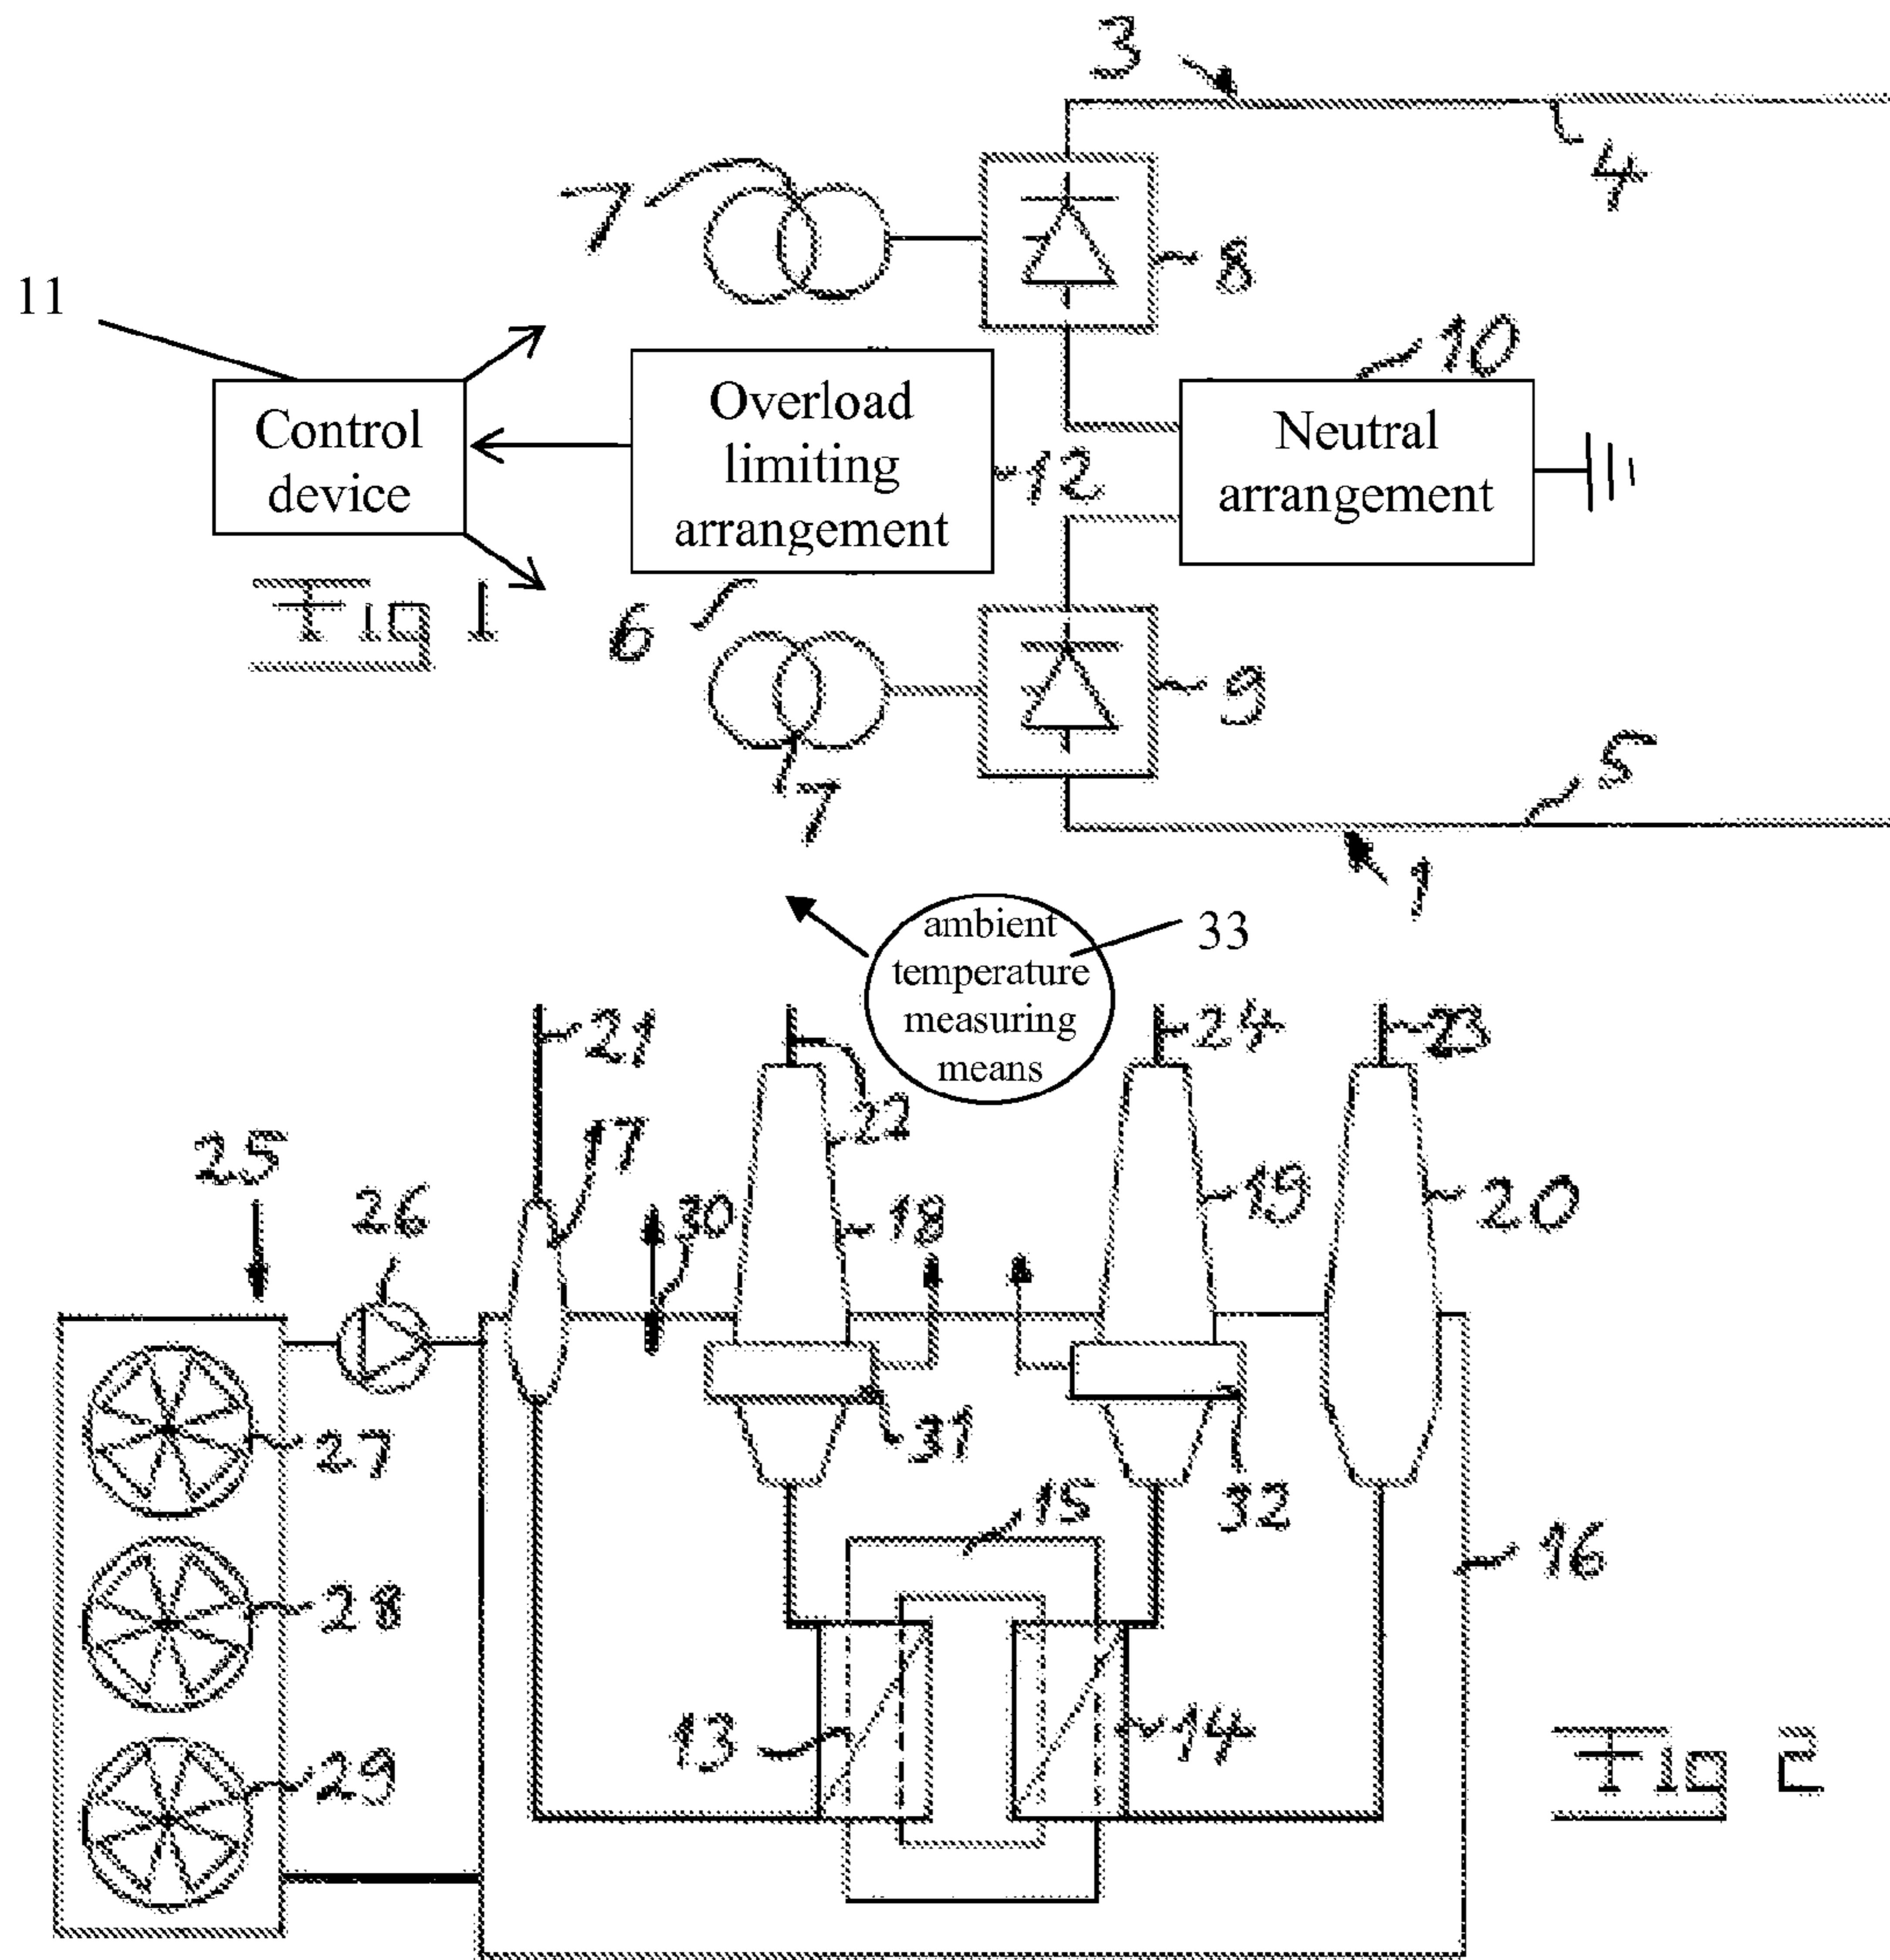 3
4
7
8
11
10
Control
device
Overload
limiting
arrangement
12
Neutral
arrangement
Fig 1
6
9
7
5
1
ambient
temperature
measuring
means
33
21
22
24
23
25
17
26
30
18
19
20
31
27
32
15
16
28
13
14
29
Fig 2